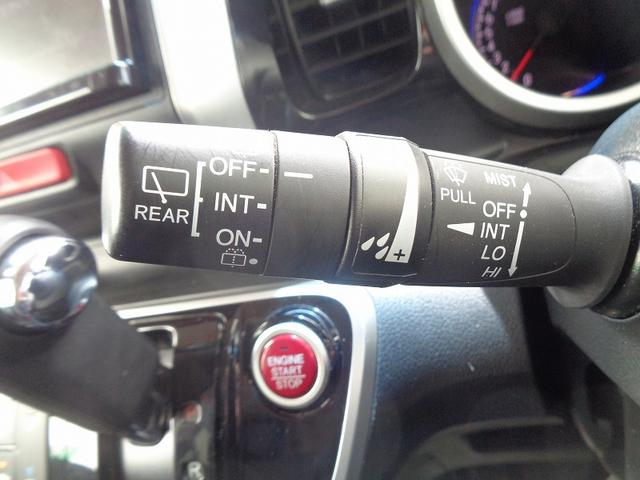 OFF
INT
REAR
ON
PULL
MIST
OFF
INT
LO
HI
ENGINE
START
STOP
R